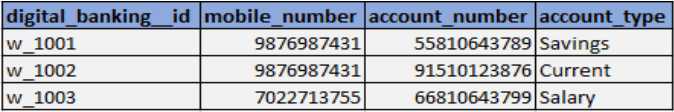 digital_banking__id mobile_number account_number account_type
w_1001 9876987431 55810643789 Savings
w_1002 9876987431 91510123876 Current
w_1003 7022713755 66810643799 Salary